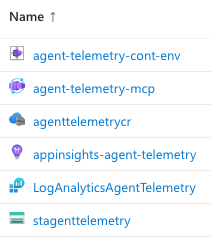 Name ↑
agent-telemetry-cont-env
agent-telemetry-mcp
agenttelemetrycr
appinsights-agent-telemetry
LogAnalyticsAgentTelemetry
stagenttelemetry